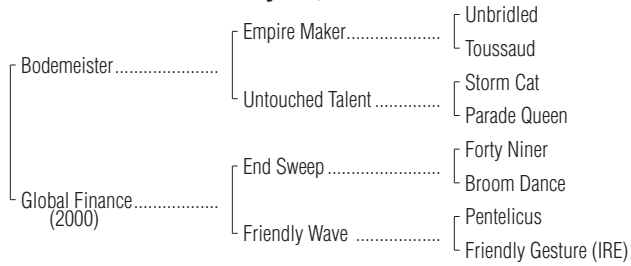 Unbridled
Empire Maker..................
Toussaud
Bodemeister.....................
Storm Cat
Untouched Talent ..............
Parade Queen
Forty Niner
End Sweep ......................
Broom Dance
Global Finance.................
(2000)
Pentelicus
Friendly Wave .................
Friendly Gesture (IRE)